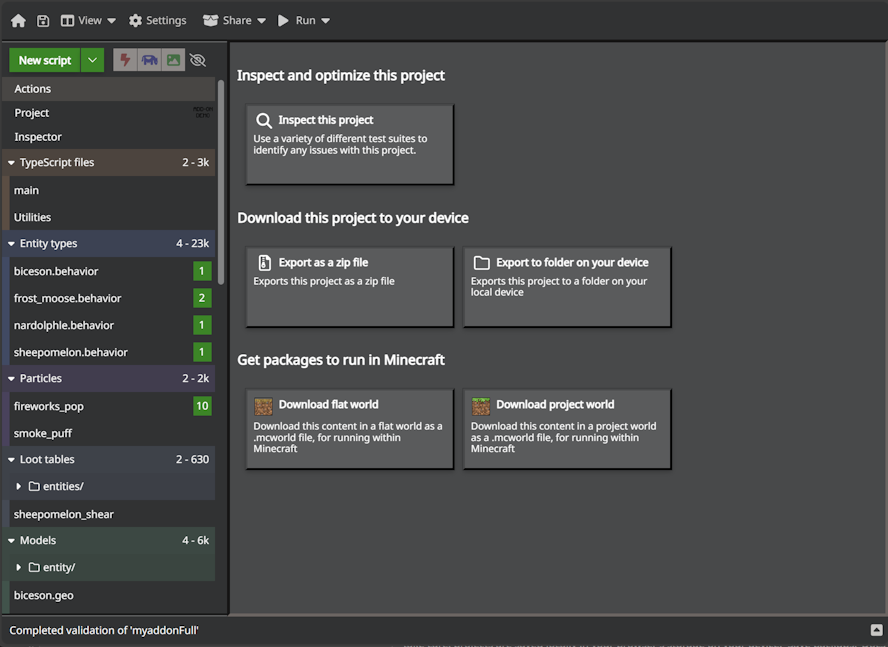 View
Settings
Share
Run
New script
Actions
Project
Inspector
TypeScript files 2 - 3k
main
Utilities
Entity types 4 - 23k
biceson.behavior 1
frost_moose.behavior 2
nardolphle.behavior 1
sheepomelon.behavior 1
Particles 2 - 2k
fireworks_pop 10
smoke_puff
Loot tables 2 - 630
entities/
sheepomelon_shear
Models 4 - 6k
entity/
biceson.geo
Inspect and optimize this project
Inspect this project
Use a variety of different test suites to
identify any issues with this project.
Download this project to your device
Export as a zip file
Exports this project as a zip file
Export to folder on your device
Exports this project to a folder on your
local device
Get packages to run in Minecraft
Download flat world
Download this content in a flat world as a
.mcworld file, for running within
Minecraft
Download project world
Download this content in a project world
as a .mcworld file, for running within
Minecraft
Completed validation of 'myaddonFull'